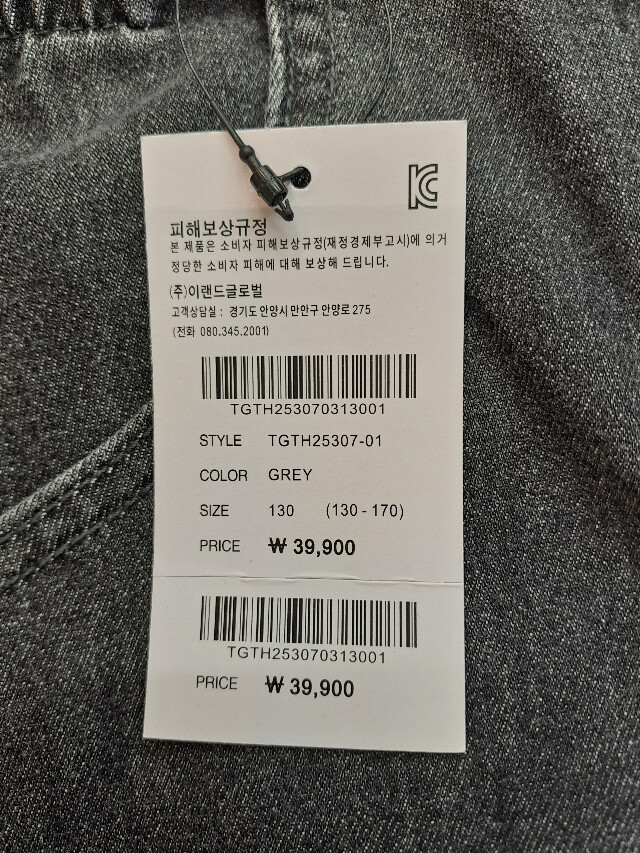 KC
피해보상규정
본 제품은 소비자 피해보상규정(재정경제부고시)에 의거
정당한 소비자 피해에 대해 보상해 드립니다.
(주)이랜드글로벌
고객상담실 : 경기도 안양시 만안구 안양로 275
(전화 080.345.2001)
TGTH253070313001
STYLE TGTH25307-01
COLOR GREY
SIZE 130 (130 - 170)
PRICE ₩ 39,900
TGTH253070313001
PRICE ₩ 39,900